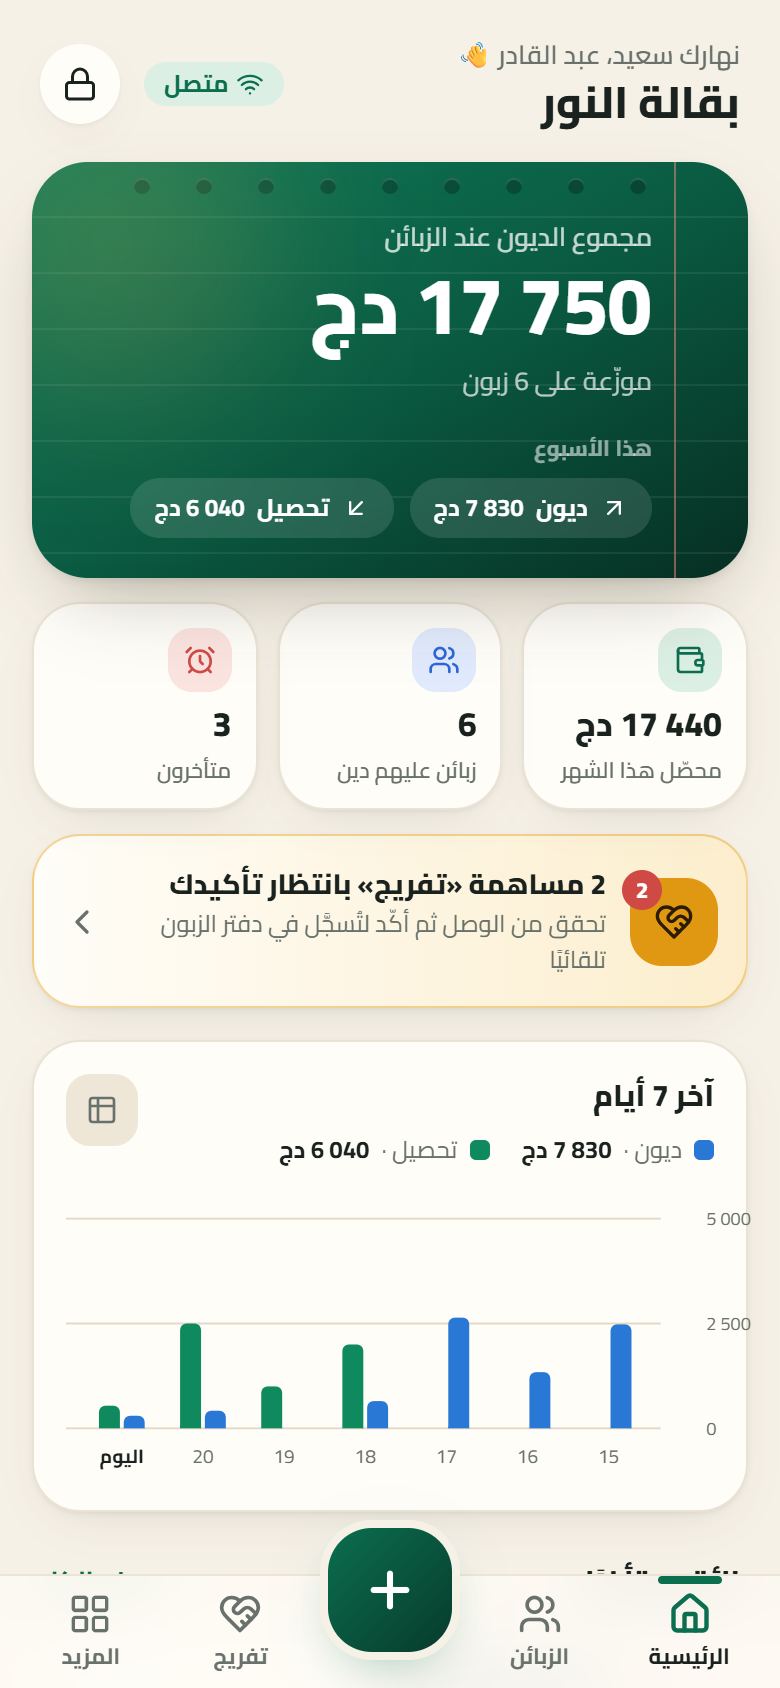 نهارك سعيد، عبد القادر 👋
بقالة النور
متصل
مجموع الديون عند الزبائن
17 750 دج
موزّعة على 6 زبون
هذا الأسبوع
ديون 7 830 دج
تحصيل 6 040 دج
17 440 دج
محصّل هذا الشهر
6
زبائن عليهم دين
3
متأخرون
2
2 مساهمة «تفريج» بانتظار تأكيدك
تحقق من الوصل ثم أكّد لتُسجَّل في دفتر الزبون
تلقائيًا
آخر 7 أيام
ديون · 7 830 دج
تحصيل · 6 040 دج
5 000
2 500
0
15 16 17 18 19 20 اليوم
الرئيسية
الزبائن
تفريج
المزيد